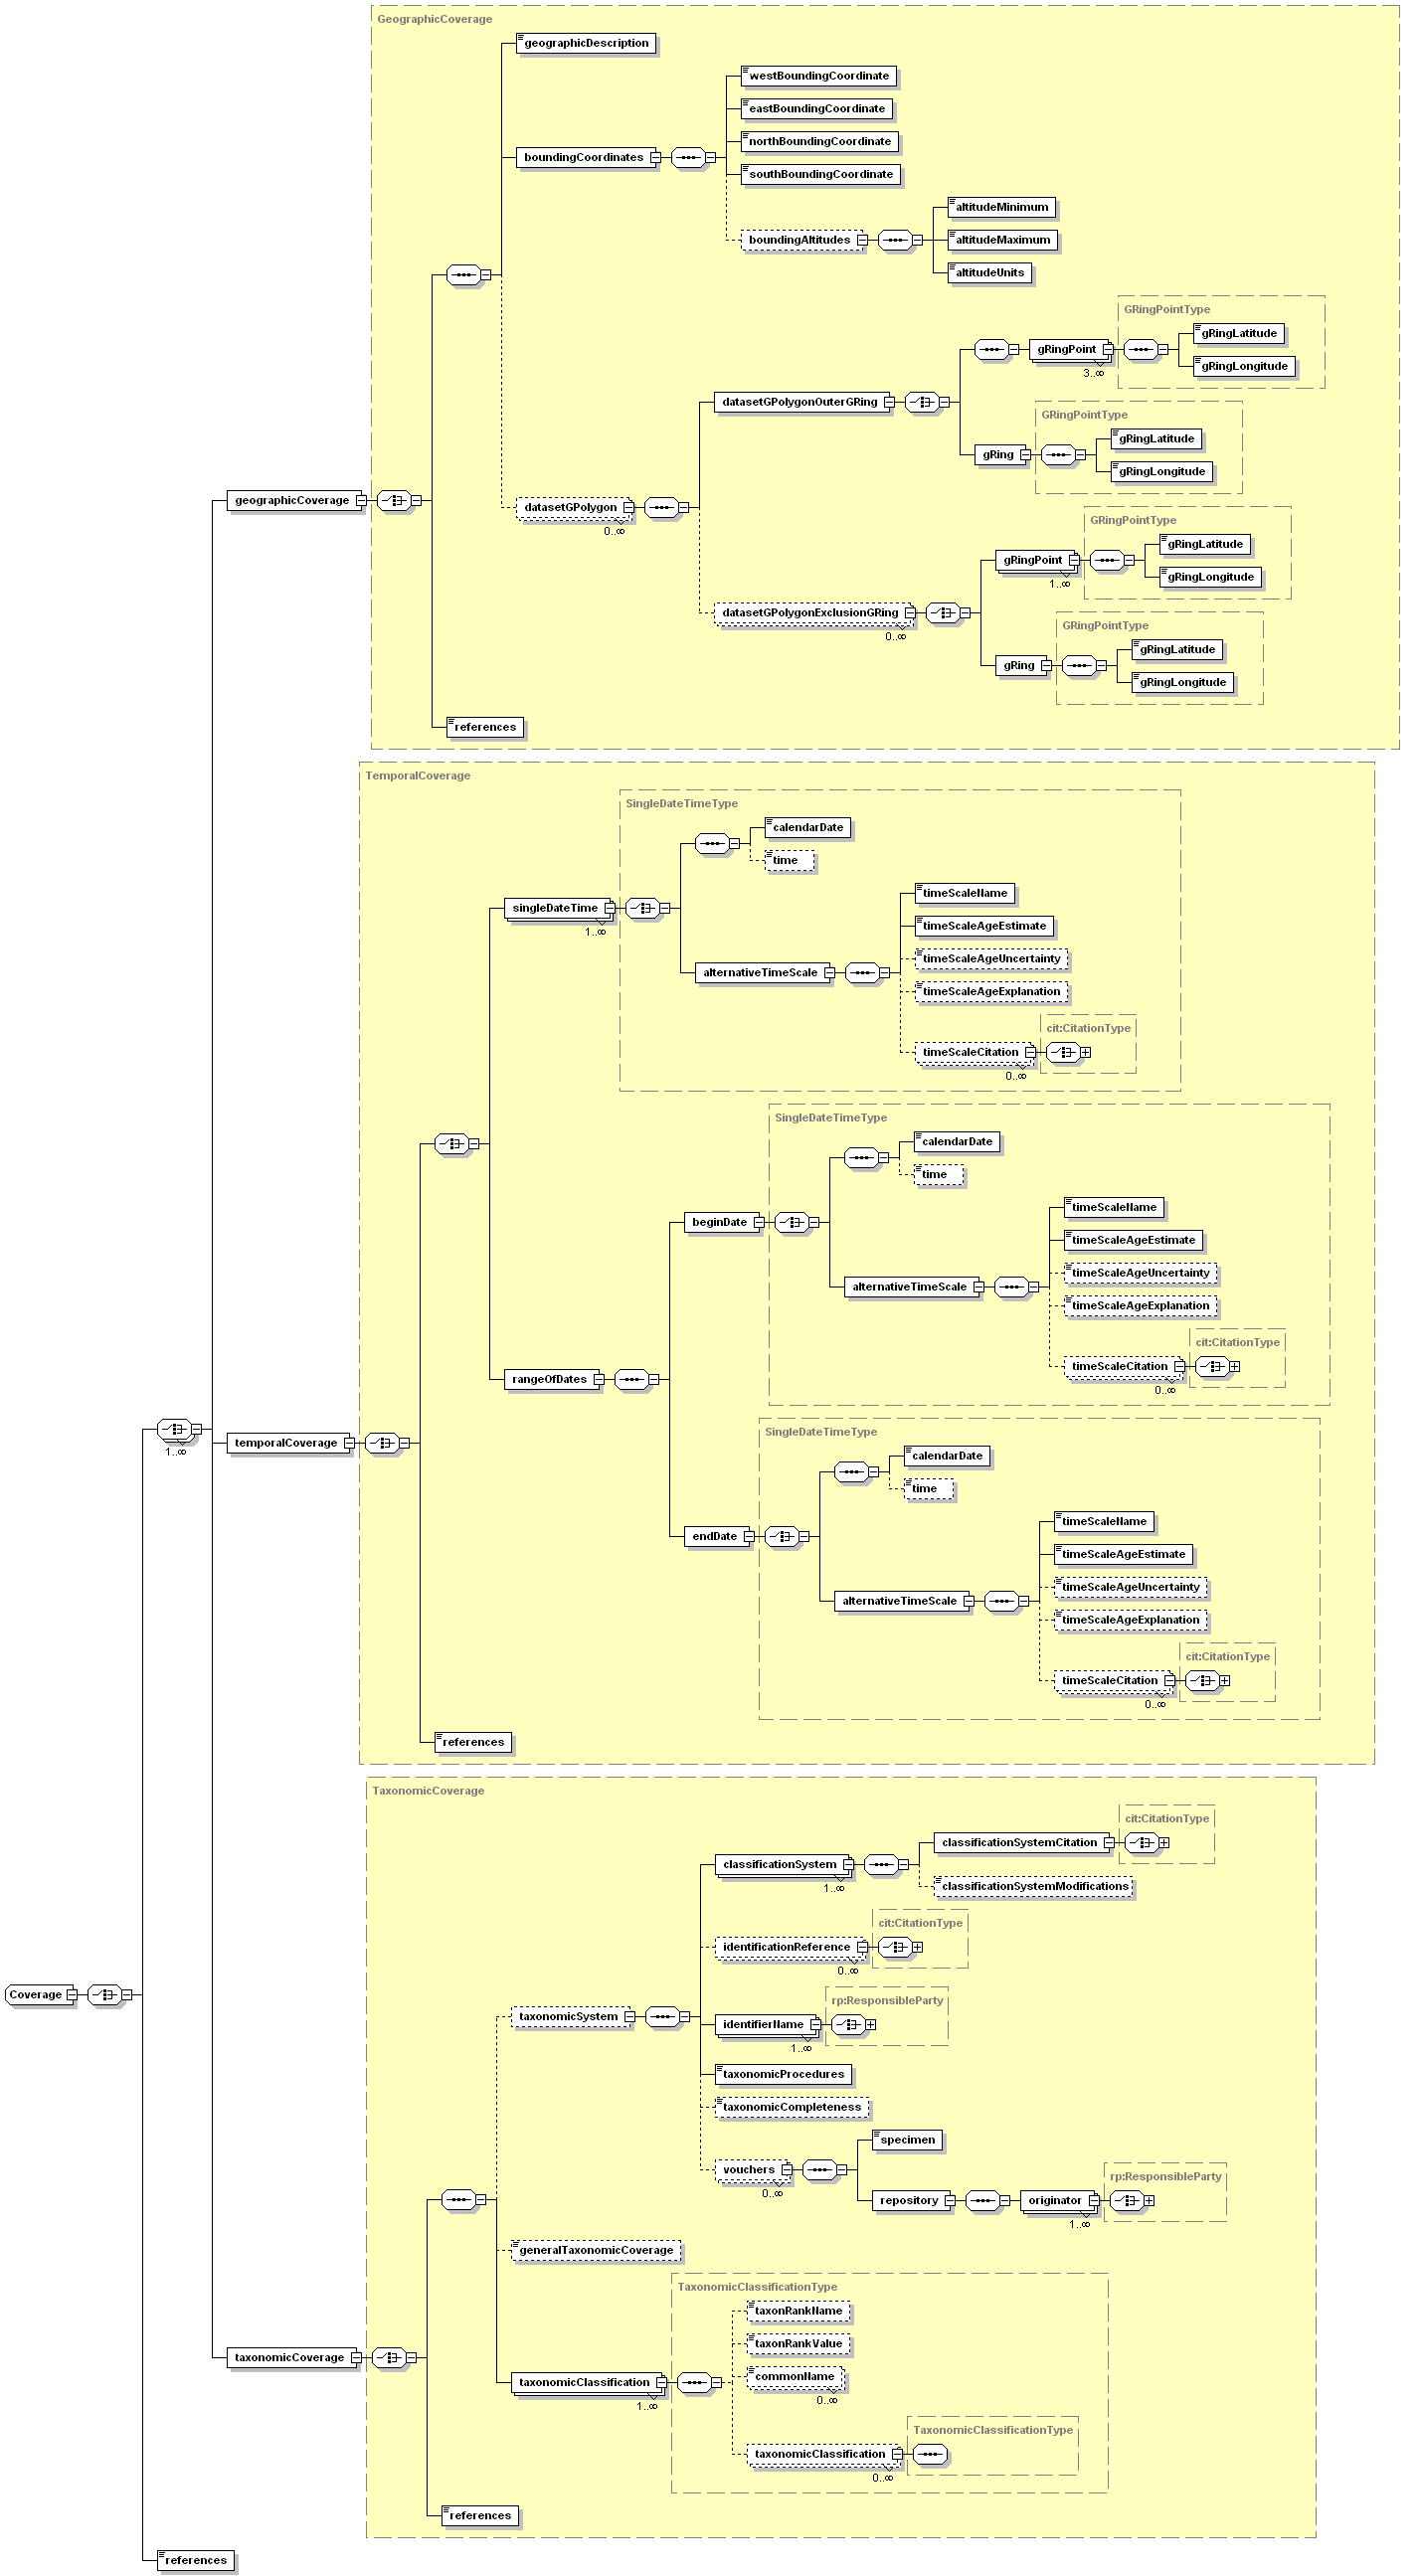 GeographicCoverage
geographicDescription
westBoundingCoordinate
eastBoundingCoordinate
northBoundingCoordinate
boundingCoordinates
southBoundingCoordinate
altitudeMinimum
boundingAltitudes
altitudeMaximum
altitudeUnits
GRingPointType
gRingLatitude
gRingPoint
3..∞
gRingLongitude
datasetGPolygonOuterGRing
GRingPointType
gRingLatitude
gRing
gRingLongitude
geographicCoverage
datasetGPolygon
0..∞
GRingPointType
gRingLatitude
gRingPoint
1..∞
gRingLongitude
datasetGPolygonExclusionGRing
0..∞
GRingPointType
gRingLatitude
gRing
gRingLongitude
references
TemporalCoverage
SingleDateTimeType
calendarDate
time
timeScaleName
singleDateTime
1..∞
timeScaleAgeEstimate
timeScaleAgeUncertainty
alternativeTimeScale
timeScaleAgeExplanation
cit:CitationType
timeScaleCitation
0..∞
SingleDateTimeType
calendarDate
time
timeScaleName
beginDate
timeScaleAgeEstimate
timeScaleAgeUncertainty
alternativeTimeScale
timeScaleAgeExplanation
cit:CitationType
timeScaleCitation
0..∞
rangeOfDates
SingleDateTimeType
1..∞
temporalCoverage
calendarDate
time
timeScaleName
endDate
timeScaleAgeEstimate
timeScaleAgeUncertainty
alternativeTimeScale
timeScaleAgeExplanation
cit:CitationType
timeScaleCitation
0..∞
references
TaxonomicCoverage
cit:CitationType
classificationSystemCitation
classificationSystem
1..∞
classificationSystemModifications
cit:CitationType
identificationReference
0..∞
Coverage
rp:ResponsibleParty
taxonomicSystem
identifierName
1..∞
taxonomicProcedures
taxonomicCompleteness
specimen
vouchers
0..∞
rp:ResponsibleParty
repository
originator
1..∞
generalTaxonomicCoverage
TaxonomicClassificationType
taxonRankName
taxonRankValue
taxonomicCoverage
commonName
0..∞
taxonomicClassification
1..∞
TaxonomicClassificationType
taxonomicClassification
0..∞
references
references